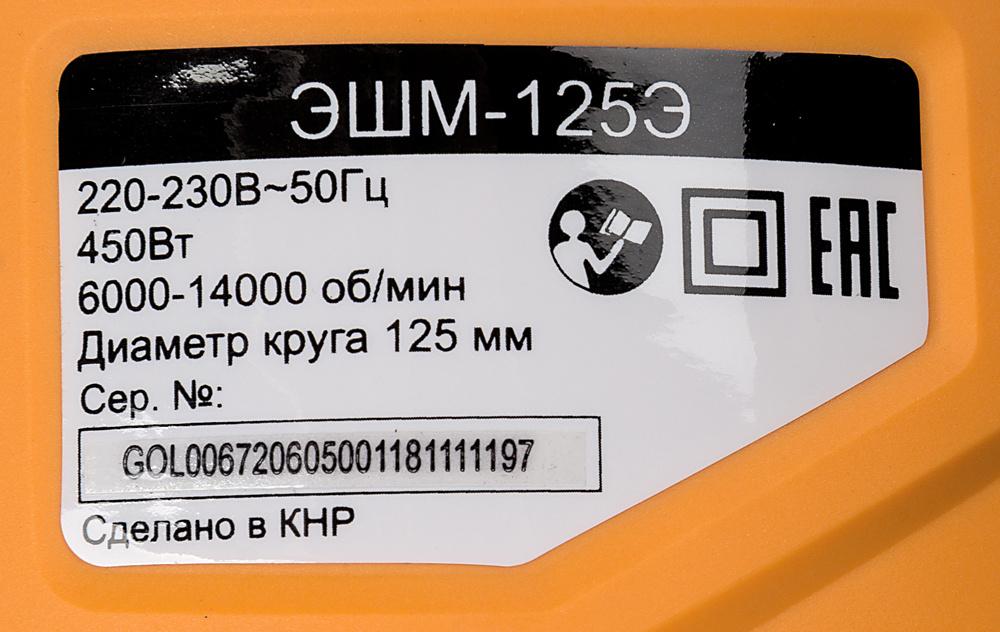 ЭШМ-125Э
220-230В~50Гц
450Вт
6000-14000 об/мин
Диаметр круга 125 мм
Сер. №:
GOL006720605001181111197
Сделано в КНР
EAC